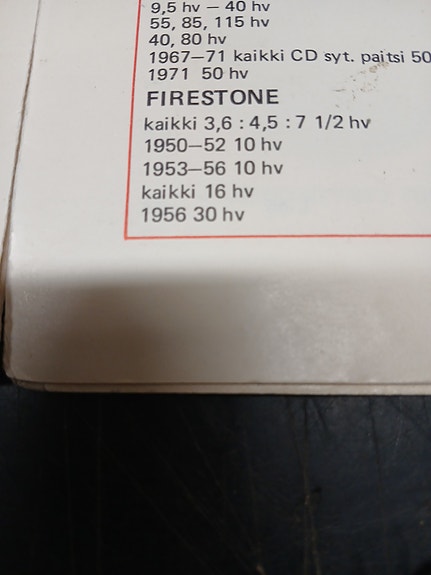 9,5 hv – 40 hv
55, 85, 115 hv
40, 80 hv
1967–71 kaikki CD syt. paitsi 50
1971 50 hv
FIRESTONE
kaikki 3,6 : 4,5 : 7 1/2 hv
1950–52 10 hv
1953–56 10 hv
kaikki 16 hv
1956 30 hv